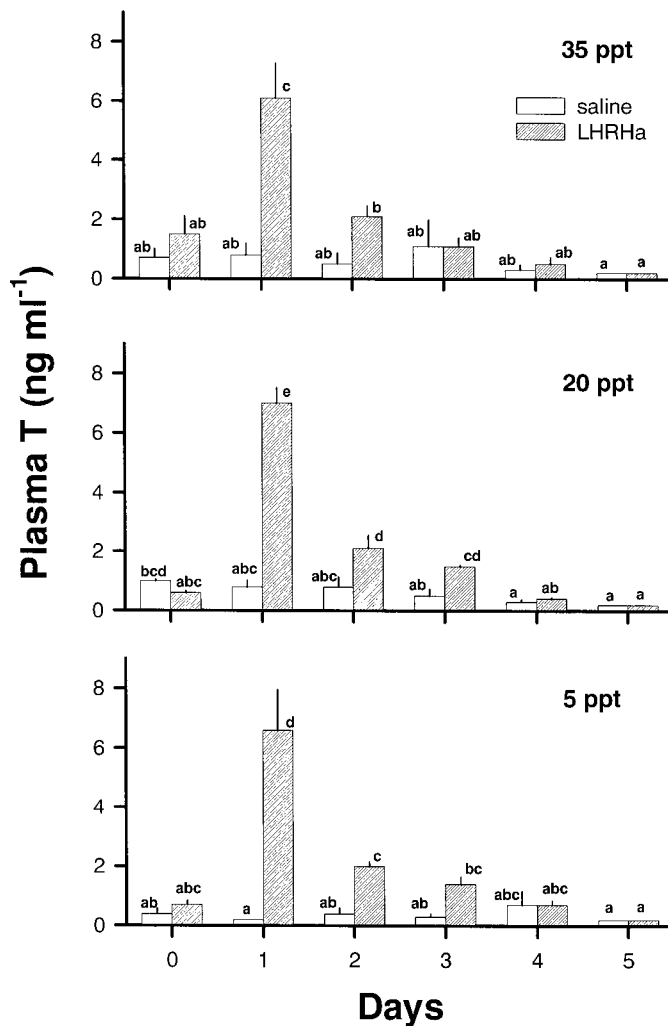 Plasma T (ng ml⁻¹)
8
6
4
2
0
35 ppt
saline
LHRHa
ab ab ab c ab b ab ab ab ab a a
8
6
4
2
0
20 ppt
bcd abc abc e abc d ab cd a ab a a
8
6
4
2
0
5 ppt
ab abc a d ab c ab bc abc abc a a
0 1 2 3 4 5
Days